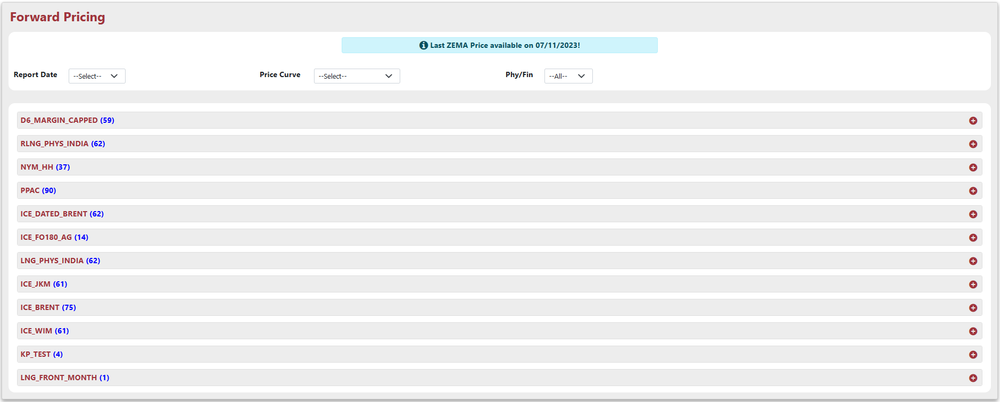 Forward Pricing
Last ZEMA Price available on 07/11/2023!
Report Date --Select-- Price Curve --Select-- Phy/Fin --All--
D6_MARGIN_CAPPED (59)
RLNG_PHYS_INDIA (62)
NYM_HH (37)
PPAC (90)
ICE_DATED_BRENT (62)
ICE_FO180_AG (14)
LNG_PHYS_INDIA (62)
ICE_JKM (61)
ICE_BRENT (75)
ICE_WIM (61)
KP_TEST (4)
LNG_FRONT_MONTH (1)